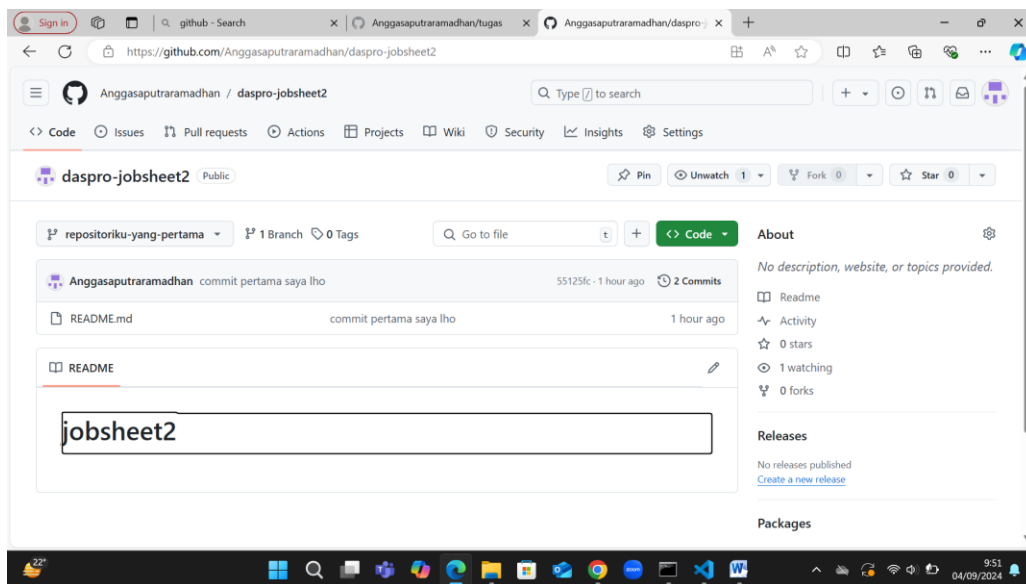 Sign in
github - Search
Anggasaputraramadhan/tugas
Anggasaputraramadhan/daspro-j
https://github.com/Anggasaputraramadhan/daspro-jobsheet2
Anggasaputraramadhan / daspro-jobsheet2
Type / to search
Code Issues Pull requests Actions Projects Wiki Security Insights Settings
daspro-jobsheet2 Public
Pin Unwatch 1 Fork 0 Star 0
repositoriku-yang-pertama 1 Branch 0 Tags Go to file t Code
Anggasaputraramadhan commit pertama saya lho 55125fc · 1 hour ago 2 Commits
README.md commit pertama saya lho 1 hour ago
README
jobsheet2
About
No description, website, or topics provided.
Readme
Activity
0 stars
1 watching
0 forks
Releases
No releases published
Create a new release
Packages
22°
zoom
9:51
04/09/2024